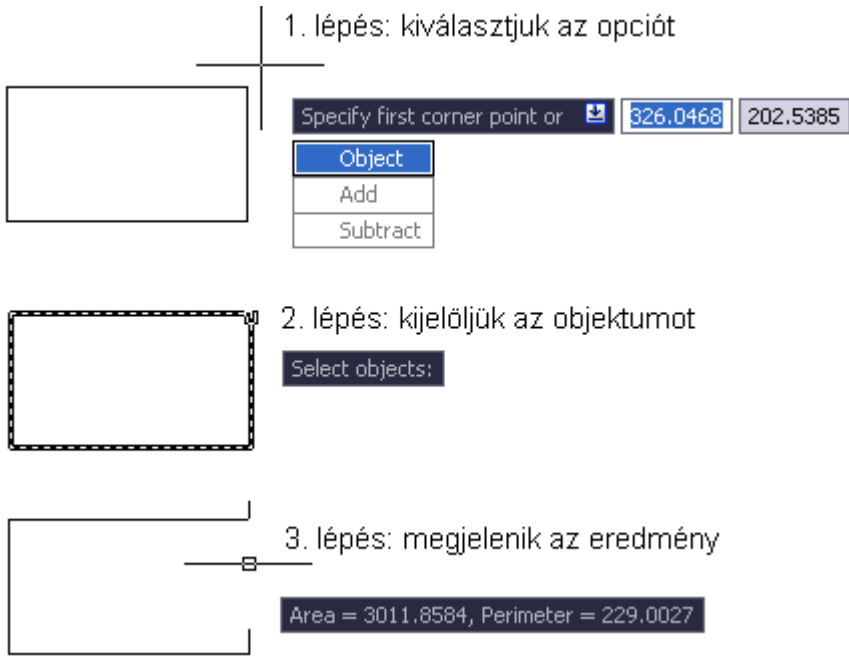 1. lépés: kiválasztjuk az opciót
Specify first corner point or 326.0468 202.5385
Object
Add
Subtract
2. lépés: kijelöljük az objektumot
Select objects:
3. lépés: megjelenik az eredmény
Area = 3011.8584, Perimeter = 229.0027